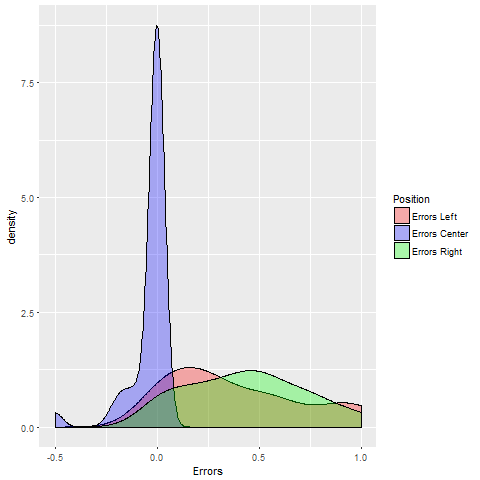 7.5
5.0
2.5
0.0
density
-0.5
0.0
0.5
1.0
Errors
Position
Errors Left
Errors Center
Errors Right